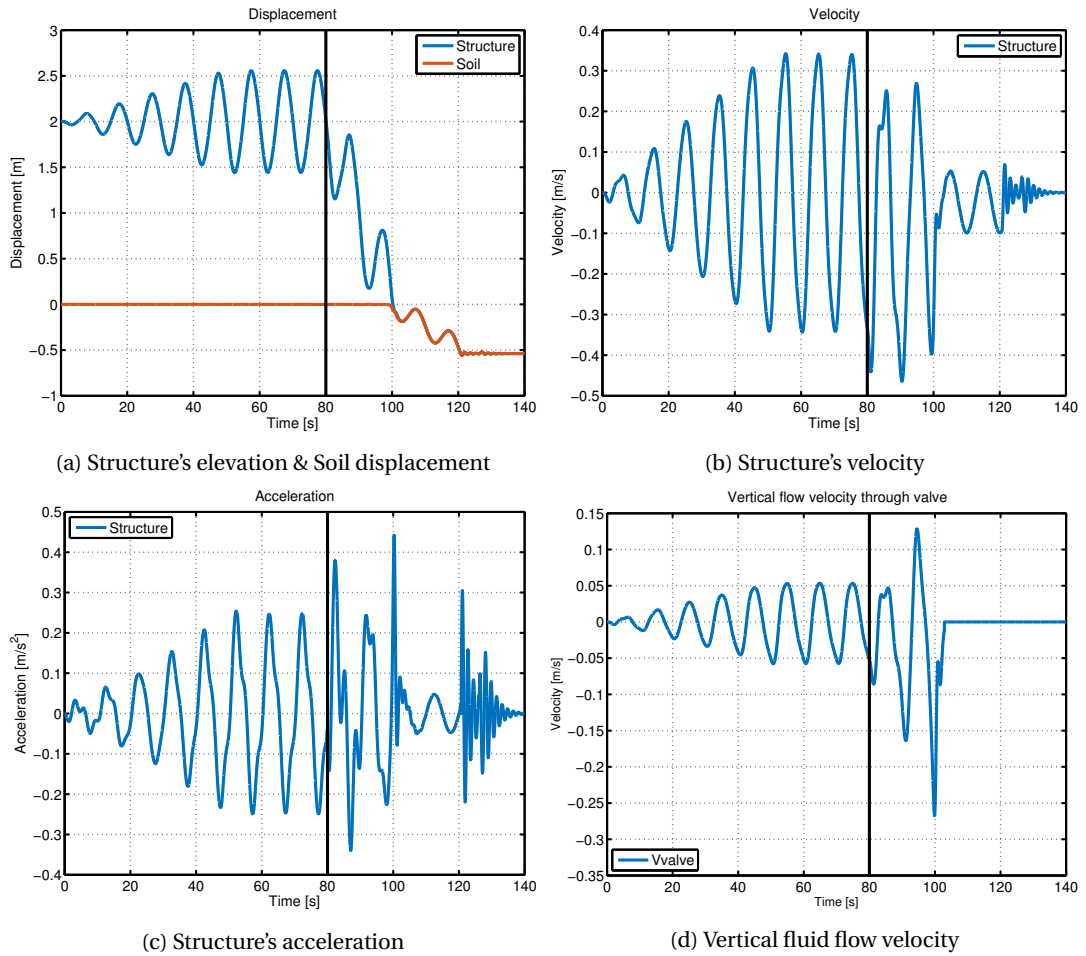 Displacement
3
2.5
2
1.5
1
0.5
0
−0.5
−1
Displacement [m]
Structure
Soil
0 20 40 60 80 100 120 140
Time [s]
(a) Structure's elevation & Soil displacement
Velocity
0.4
0.3
0.2
0.1
0
−0.1
−0.2
−0.3
−0.4
−0.5
Velocity [m/s]
Structure
0 20 40 60 80 100 120 140
Time [s]
(b) Structure's velocity
Acceleration
0.5
0.4
0.3
0.2
0.1
0
−0.1
−0.2
−0.3
−0.4
Acceleration [m/s²]
Structure
0 20 40 60 80 100 120 140
Time [s]
(c) Structure's acceleration
Vertical flow velocity through valve
0.15
0.1
0.05
0
−0.05
−0.1
−0.15
−0.2
−0.25
−0.3
−0.35
Velocity [m/s]
Vvalve
0 20 40 60 80 100 120 140
Time [s]
(d) Vertical fluid flow velocity